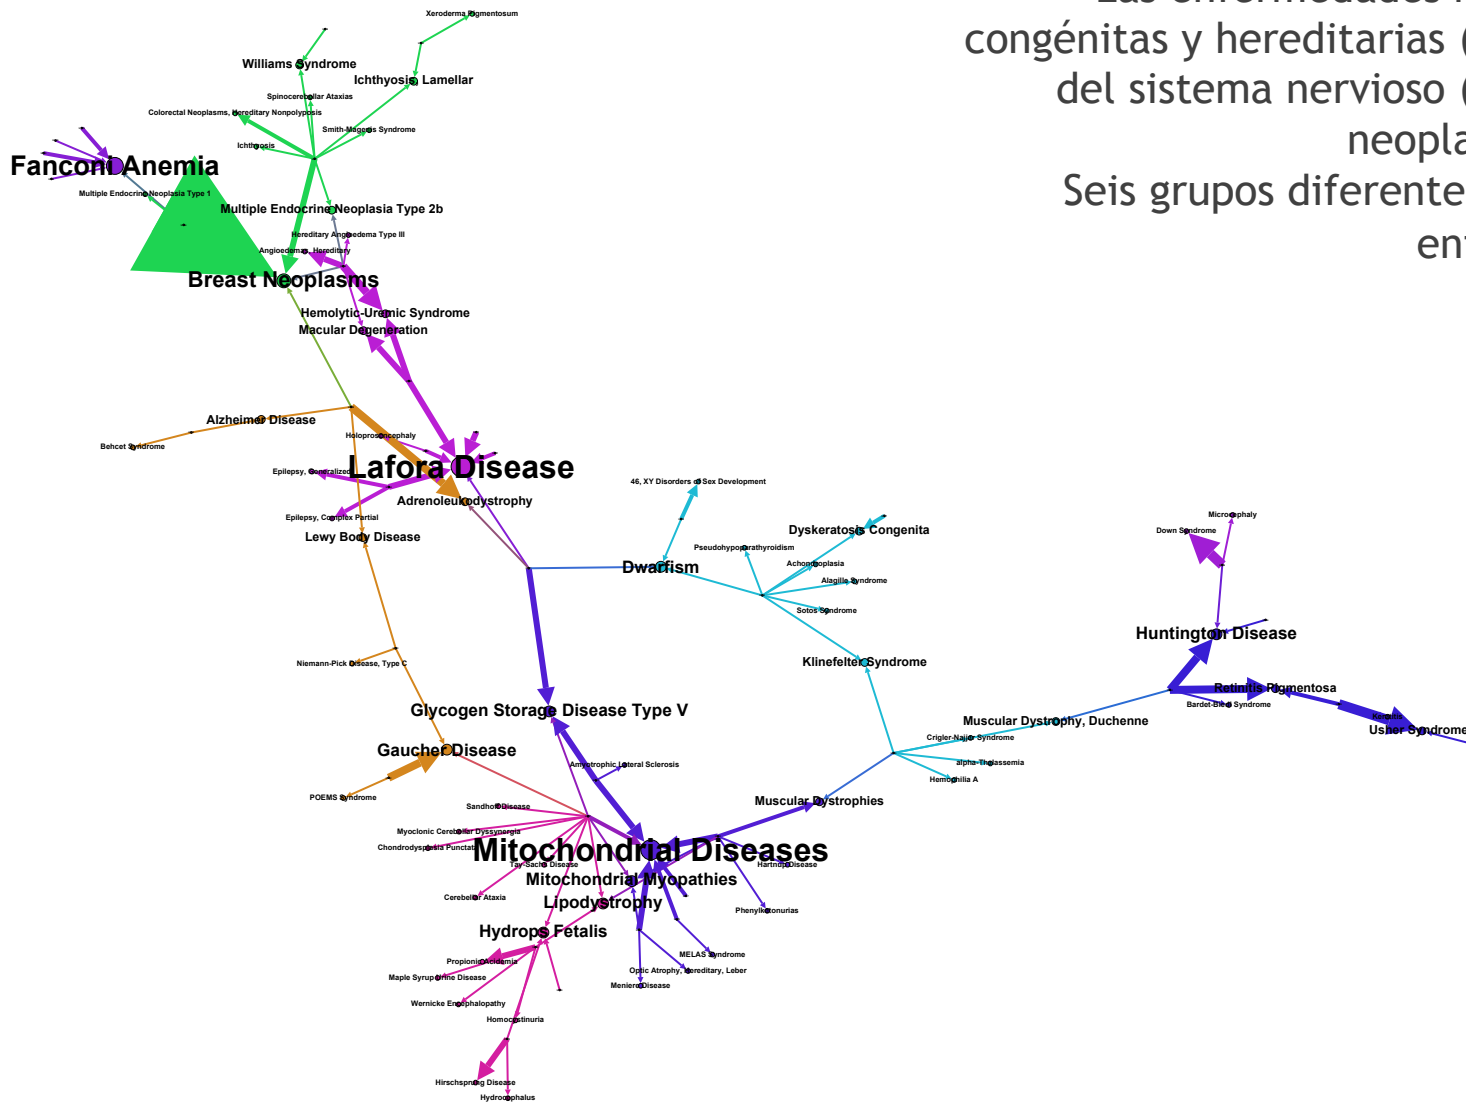 Las enfermedades
congénitas y hereditarias (
del sistema nervioso (
neopla
Seis grupos diferente
en
Xeroderma Pigmentosum
Williams Syndrome
Ichthyosis, Lamellar
Spinocerebellar Ataxias
Colorectal Neoplasms, Hereditary Nonpolyposis
Smith-Magenis Syndrome
Ichthyosis
Fanconi Anemia
Multiple Endocrine Neoplasia Type 1
Multiple Endocrine Neoplasia Type 2b
Hereditary Angioedema Type III
Angioedemas, Hereditary
Breast Neoplasms
Hemolytic-Uremic Syndrome
Macular Degeneration
Alzheimer Disease
Behcet Syndrome
Holoprosencephaly
Lafora Disease
Epilepsy, Generalized
Adrenoleukodystrophy
Epilepsy, Complex Partial
Lewy Body Disease
46, XY Disorders of Sex Development
Dyskeratosis Congenita
Pseudohypoparathyroidism
Dwarfism
Achondroplasia
Alagille Syndrome
Sotos Syndrome
Microcephaly
Down Syndrome
Huntington Disease
Niemann-Pick Disease, Type C
Klinefelter Syndrome
Retinitis Pigmentosa
Bardet-Biedl Syndrome
Glycogen Storage Disease Type V
Muscular Dystrophy, Duchenne
Keratitis
Usher Syndrome
Crigler-Najjar Syndrome
Gaucher Disease
alpha-Thalassemia
Amyotrophic Lateral Sclerosis
Hemophilia A
POEMS Syndrome
Muscular Dystrophies
Sandhoff Disease
Myoclonic Cerebellar Dyssynergia
Chondrodysplasia Punctata
Mitochondrial Diseases
Tay-Sachs Disease
Hartnup Disease
Mitochondrial Myopathies
Cerebellar Ataxia
Lipodystrophy
Phenylketonurias
Hydrops Fetalis
MELAS Syndrome
Propionic Acidemia
Optic Atrophy, Hereditary, Leber
Maple Syrup Urine Disease
Meniere Disease
Wernicke Encephalopathy
Homocystinuria
Hirschsprung Disease
Hydrocephalus